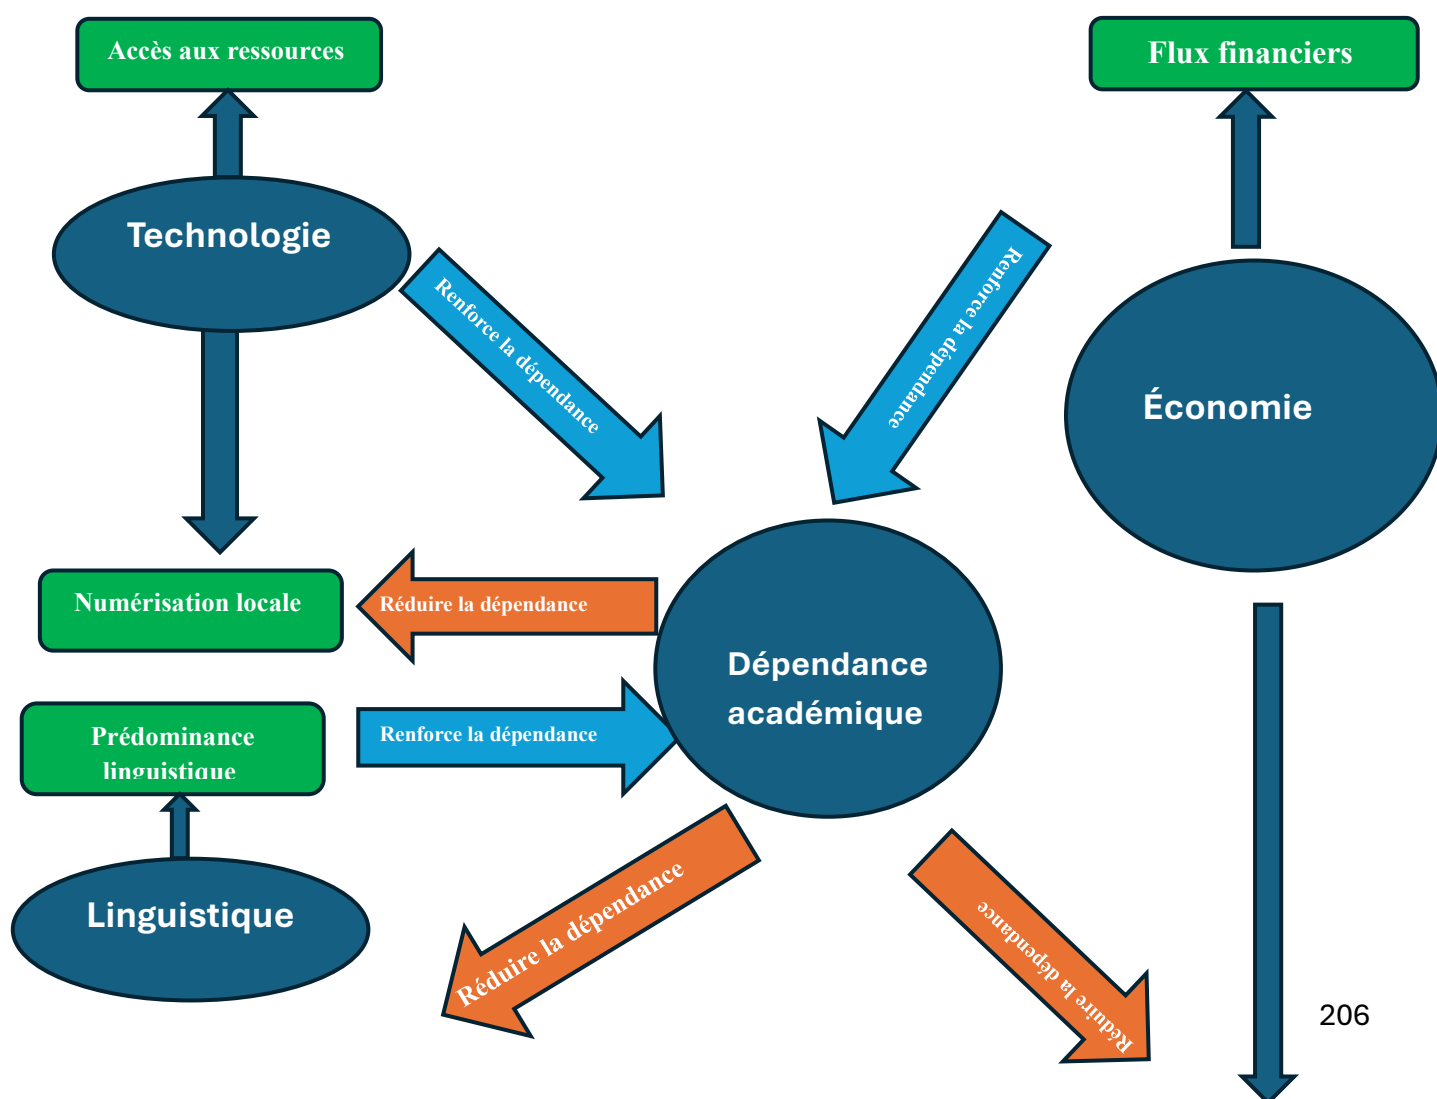 Accès aux ressources
Flux financiers
Technologie
Renforce la dépendance
Renforce la dépendance
Économie
Numérisation locale
Réduire la dépendance
Dépendance
académique
Prédominance
linguistique
Renforce la dépendance
Linguistique
Réduire la dépendance
Réduire la dépendance
206